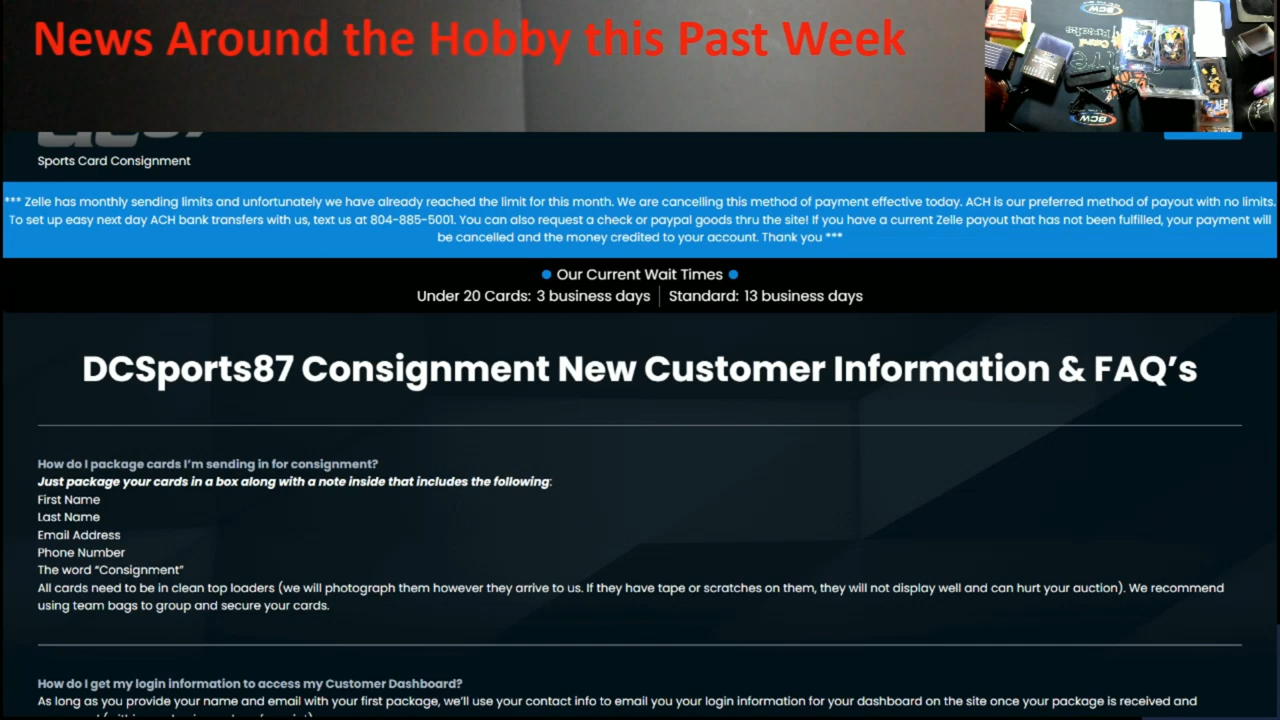 News Around the Hobby this Past Week
BCW
BCW
Sports Card Consignment
*** Zelle has monthly sending limits and unfortunately we have already reached the limit for this month. We are cancelling this method of payment effective today. ACH is our preferred method of payout with no limits.
To set up easy next day ACH bank transfers with us, text us at 804-885-5001. You can also request a check or paypal goods thru the site! If you have a current Zelle payout that has not been fulfilled, your payment will
be cancelled and the money credited to your account. Thank you ***
Our Current Wait Times
Under 20 Cards: 3 business days | Standard: 13 business days
DCSports87 Consignment New Customer Information & FAQ's
How do I package cards I'm sending in for consignment?
Just package your cards in a box along with a note inside that includes the following:
First Name
Last Name
Email Address
Phone Number
The word “Consignment”
All cards need to be in clean top loaders (we will photograph them however they arrive to us. If they have tape or scratches on them, they will not display well and can hurt your auction). We recommend
using team bags to group and secure your cards.
How do I get my login information to access my Customer Dashboard?
As long as you provide your name and email with your first package, we'll use your contact info to email you your login information for your dashboard on the site once your package is received and